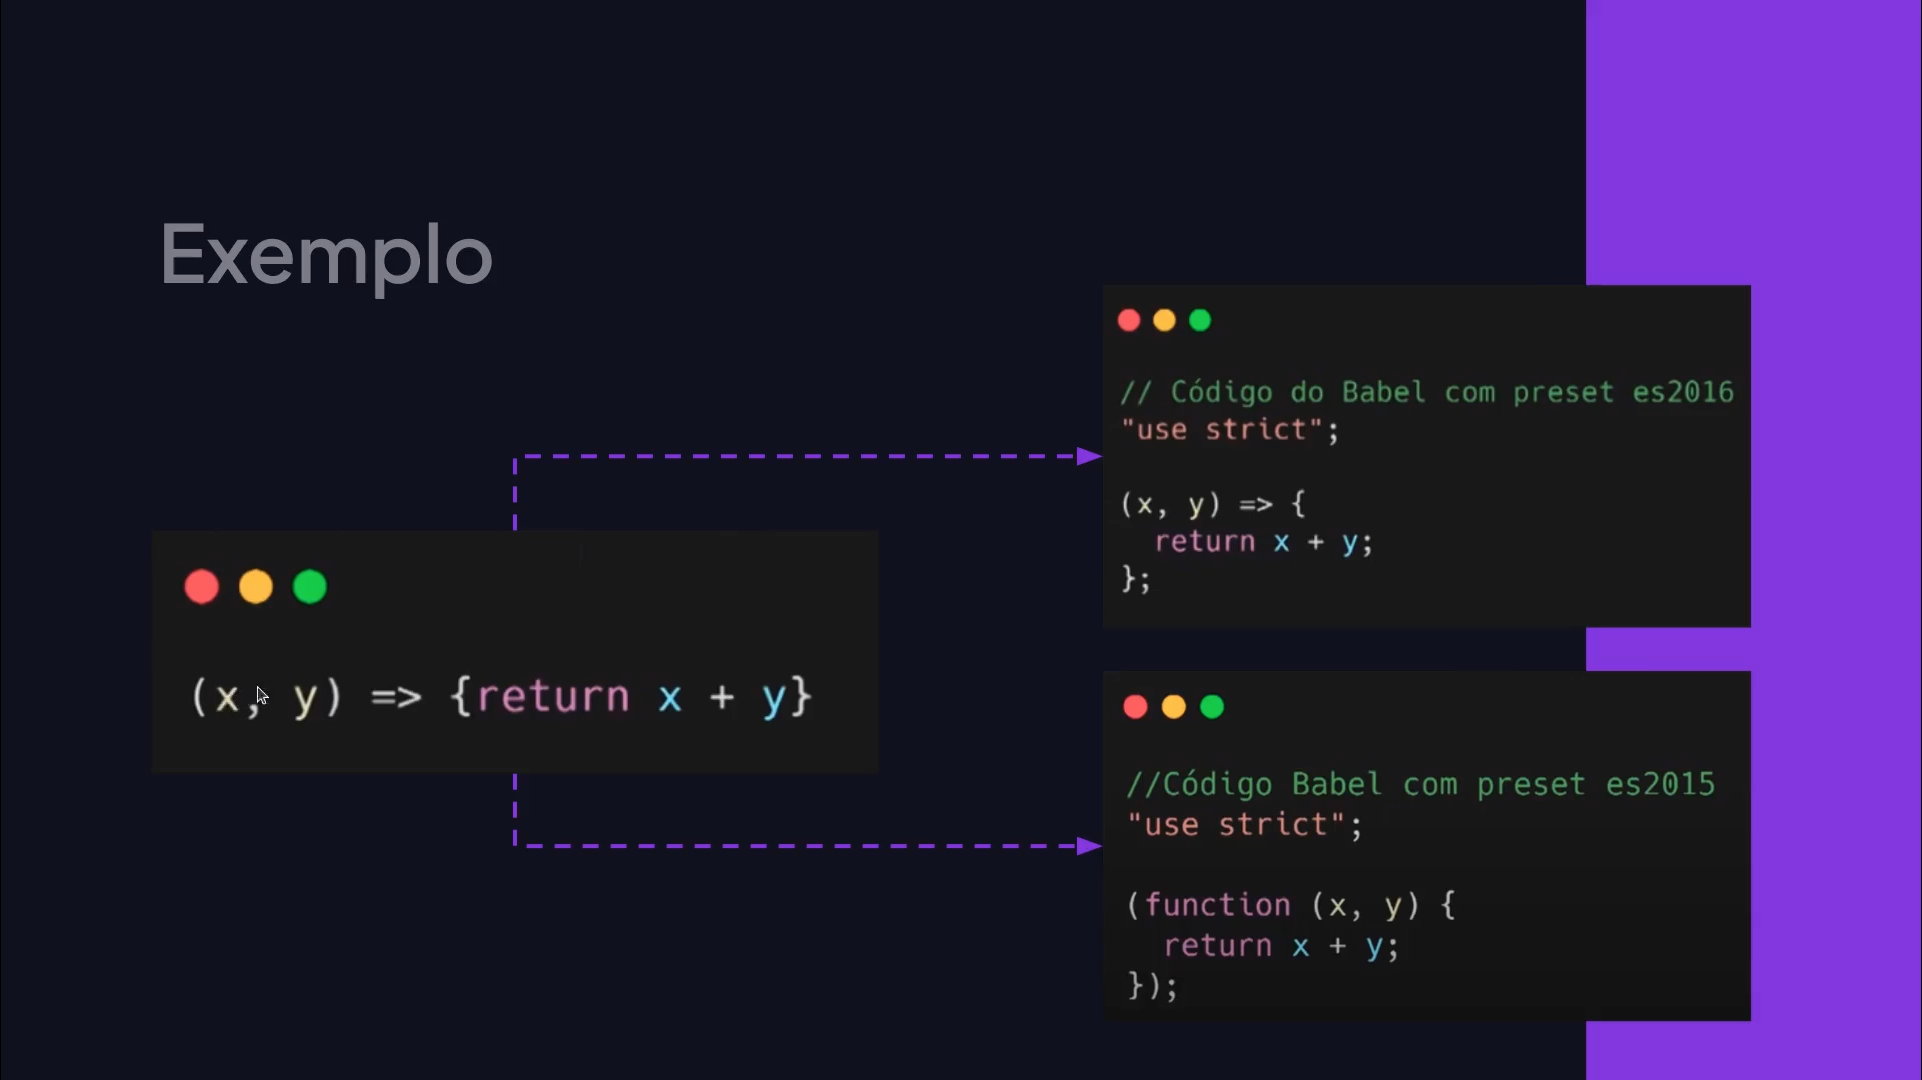 Exemplo
(x, y) => {return x + y}
// Código do Babel com preset es2016
"use strict";
(x, y) => {
  return x + y;
};
//Código Babel com preset es2015
"use strict";
(function (x, y) {
  return x + y;
});